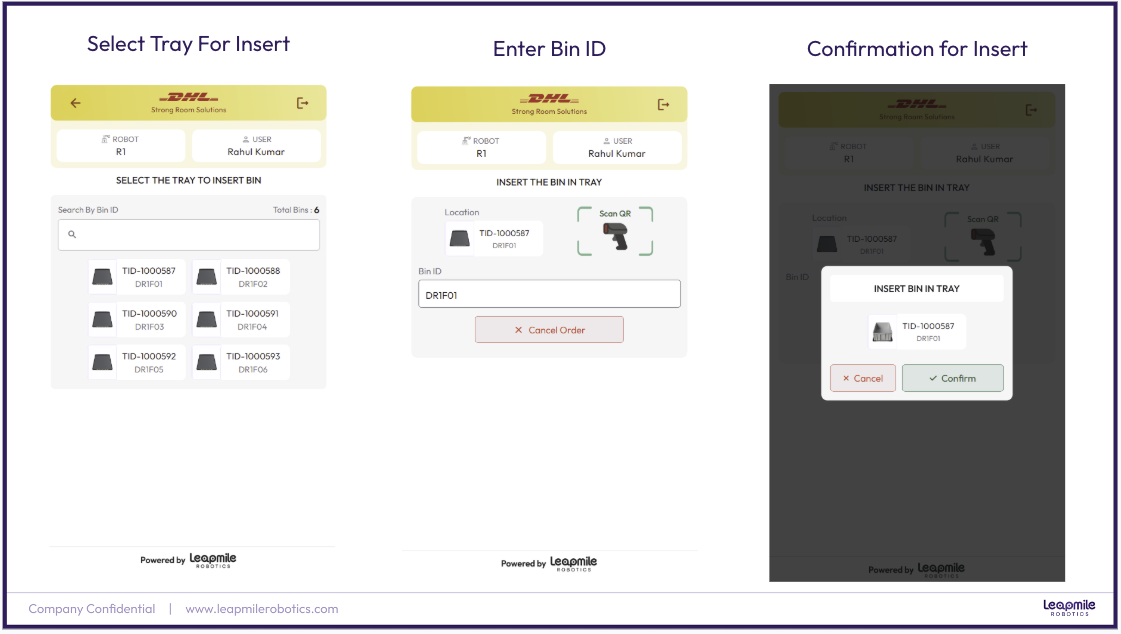 Select Tray For Insert
DHL
Strong Room Solutions
ROBOT
R1
USER
Rahul Kumar
SELECT THE TRAY TO INSERT BIN
Search By Bin ID
Total Bins : 6
TID-1000587
DR1F01
TID-1000588
DR1F02
TID-1000590
DR1F03
TID-1000591
DR1F04
TID-1000592
DR1F05
TID-1000593
DR1F06
Powered by Leapmile
ROBOTICS
Enter Bin ID
DHL
Strong Room Solutions
ROBOT
R1
USER
Rahul Kumar
INSERT THE BIN IN TRAY
Location
TID-1000587
DR1F01
Scan QR
Bin ID
DR1F01
× Cancel Order
Powered by Leapmile
ROBOTICS
Confirmation for Insert
DHL
Strong Room Solutions
ROBOT
R1
USER
Rahul Kumar
INSERT THE BIN IN TRAY
Location
TID-1000587
DR1F01
Scan QR
Bin ID
INSERT BIN IN TRAY
TID-1000587
DR1F01
× Cancel
✓ Confirm
Powered by Leapmile
ROBOTICS
Company Confidential | www.leapmilerobotics.com
Leapmile
ROBOTICS